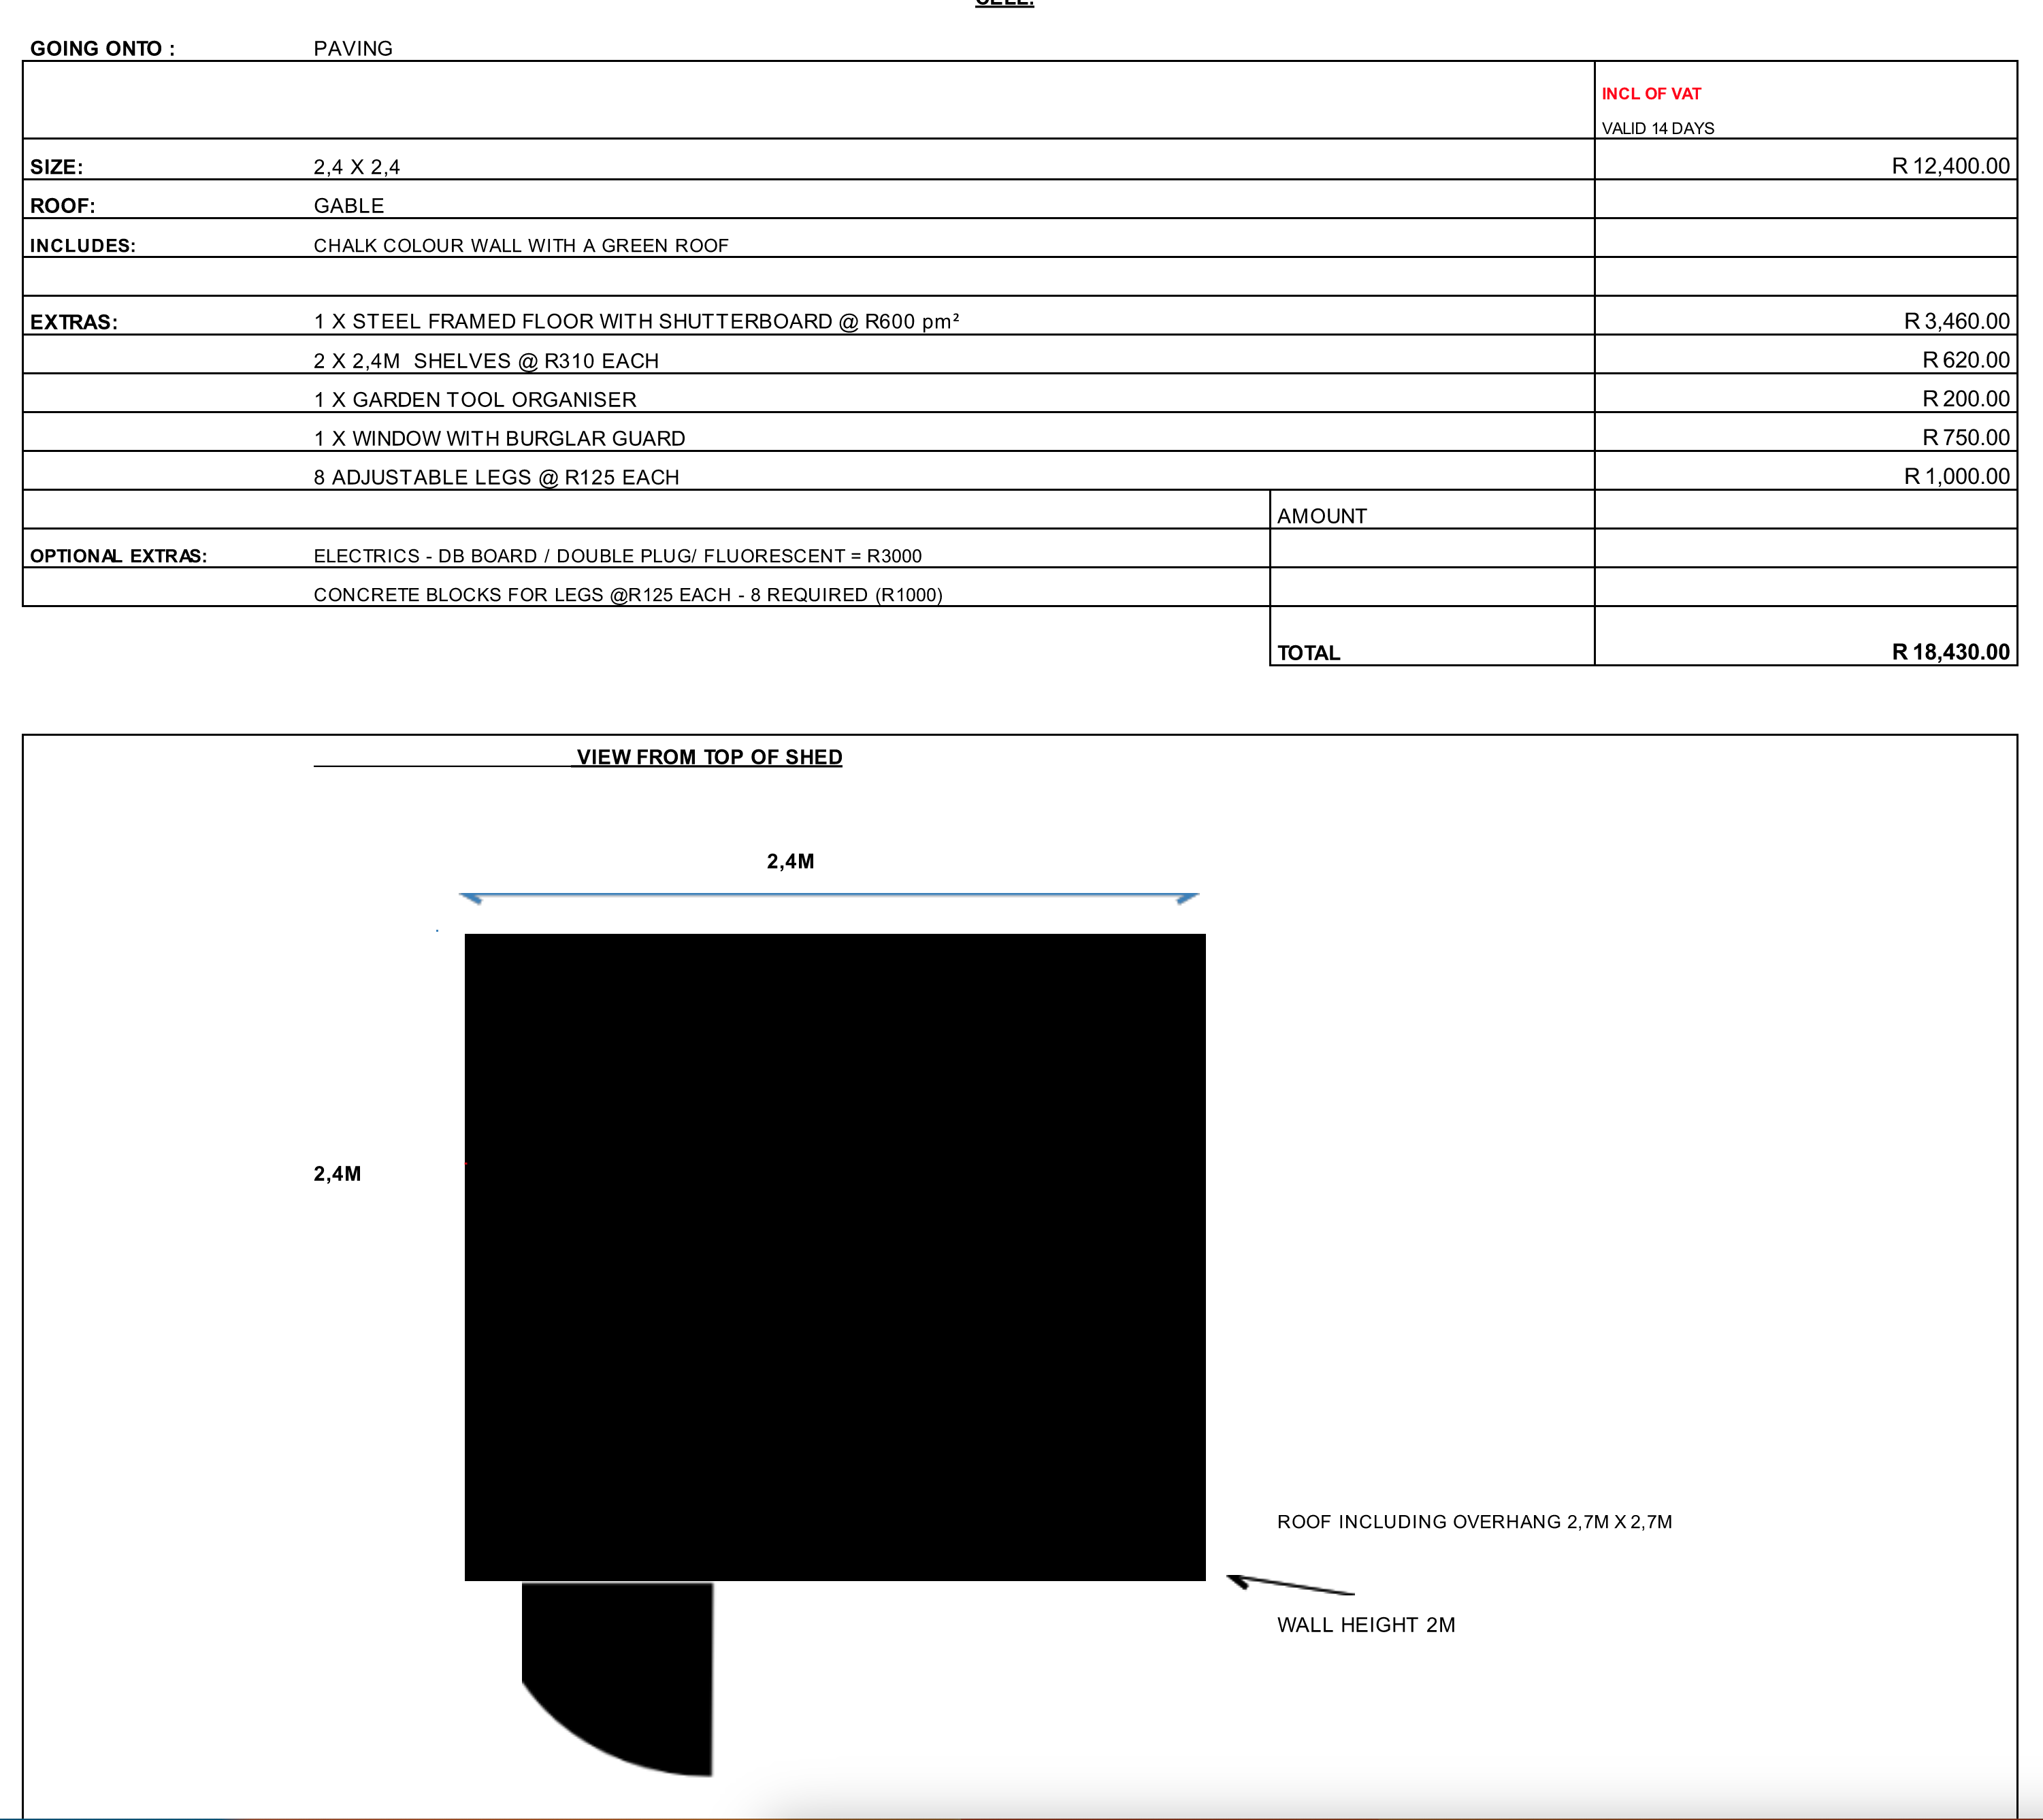 CELL:
GOING ONTO : PAVING
INCL OF VAT
VALID 14 DAYS
SIZE: 2,4 X 2,4 R 12,400.00
ROOF: GABLE
INCLUDES: CHALK COLOUR WALL WITH A GREEN ROOF
EXTRAS: 1 X STEEL FRAMED FLOOR WITH SHUTTERBOARD @ R600 pm² R 3,460.00
2 X 2,4M SHELVES @ R310 EACH R 620.00
1 X GARDEN TOOL ORGANISER R 200.00
1 X WINDOW WITH BURGLAR GUARD R 750.00
8 ADJUSTABLE LEGS @ R125 EACH R 1,000.00
AMOUNT
OPTIONAL EXTRAS: ELECTRICS - DB BOARD / DOUBLE PLUG/ FLUORESCENT = R3000
CONCRETE BLOCKS FOR LEGS @R125 EACH - 8 REQUIRED (R1000)
TOTAL R 18,430.00
VIEW FROM TOP OF SHED
2,4M
2,4M
ROOF INCLUDING OVERHANG 2,7M X 2,7M
WALL HEIGHT 2M